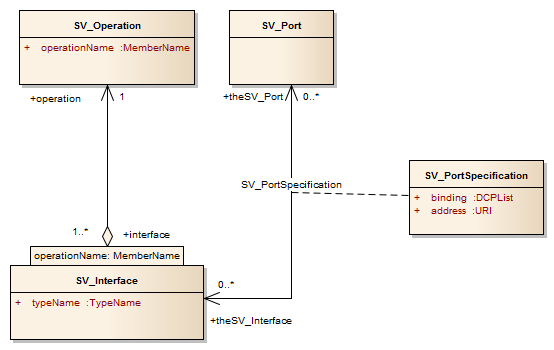 SV_Operation
+ operationName :MemberName
SV_Port
+operation
1
+theSV_Port
0..*
SV_PortSpecification
SV_PortSpecification
+ binding :DCPList
+ address :URI
1..*
+interface
operationName: MemberName
SV_Interface
+ typeName :TypeName
0..*
+theSV_Interface